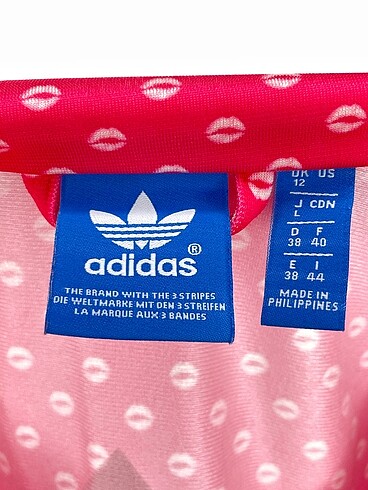 adidas®
THE BRAND WITH THE 3 STRIPES
DIE WELTMARKE MIT DEN 3 STREIFEN
LA MARQUE AUX 3 BANDES
UK US
12
J CDN
L
D F
38 40
E I
38 44
MADE IN
PHILIPPINES